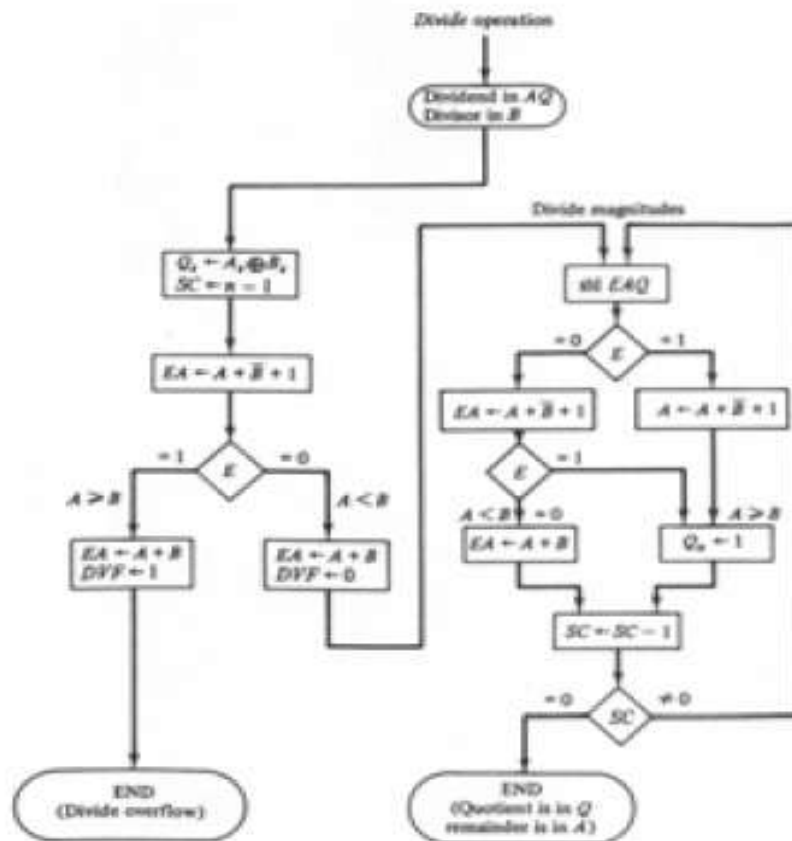 Divide operation
Dividend in AQ
Divisor in B
Divide magnitudes
Qₛ ← Aₛ ⊕ Bₛ
SC ← n − 1
shl EAQ
= 0
E
= 1
EA ← A + B̅ + 1
EA ← A + B̅ + 1
A ← A + B̅ + 1
= 1
E
= 0
E
= 1
A ≥ B
A < B
A < B
= 0
A ≥ B
EA ← A + B
DVF ← 1
EA ← A + B
DVF ← 0
EA ← A + B
Qₙ ← 1
SC ← SC − 1
= 0
SC
≠ 0
END
(Divide overflow)
END
(Quotient is in Q
remainder is in A)